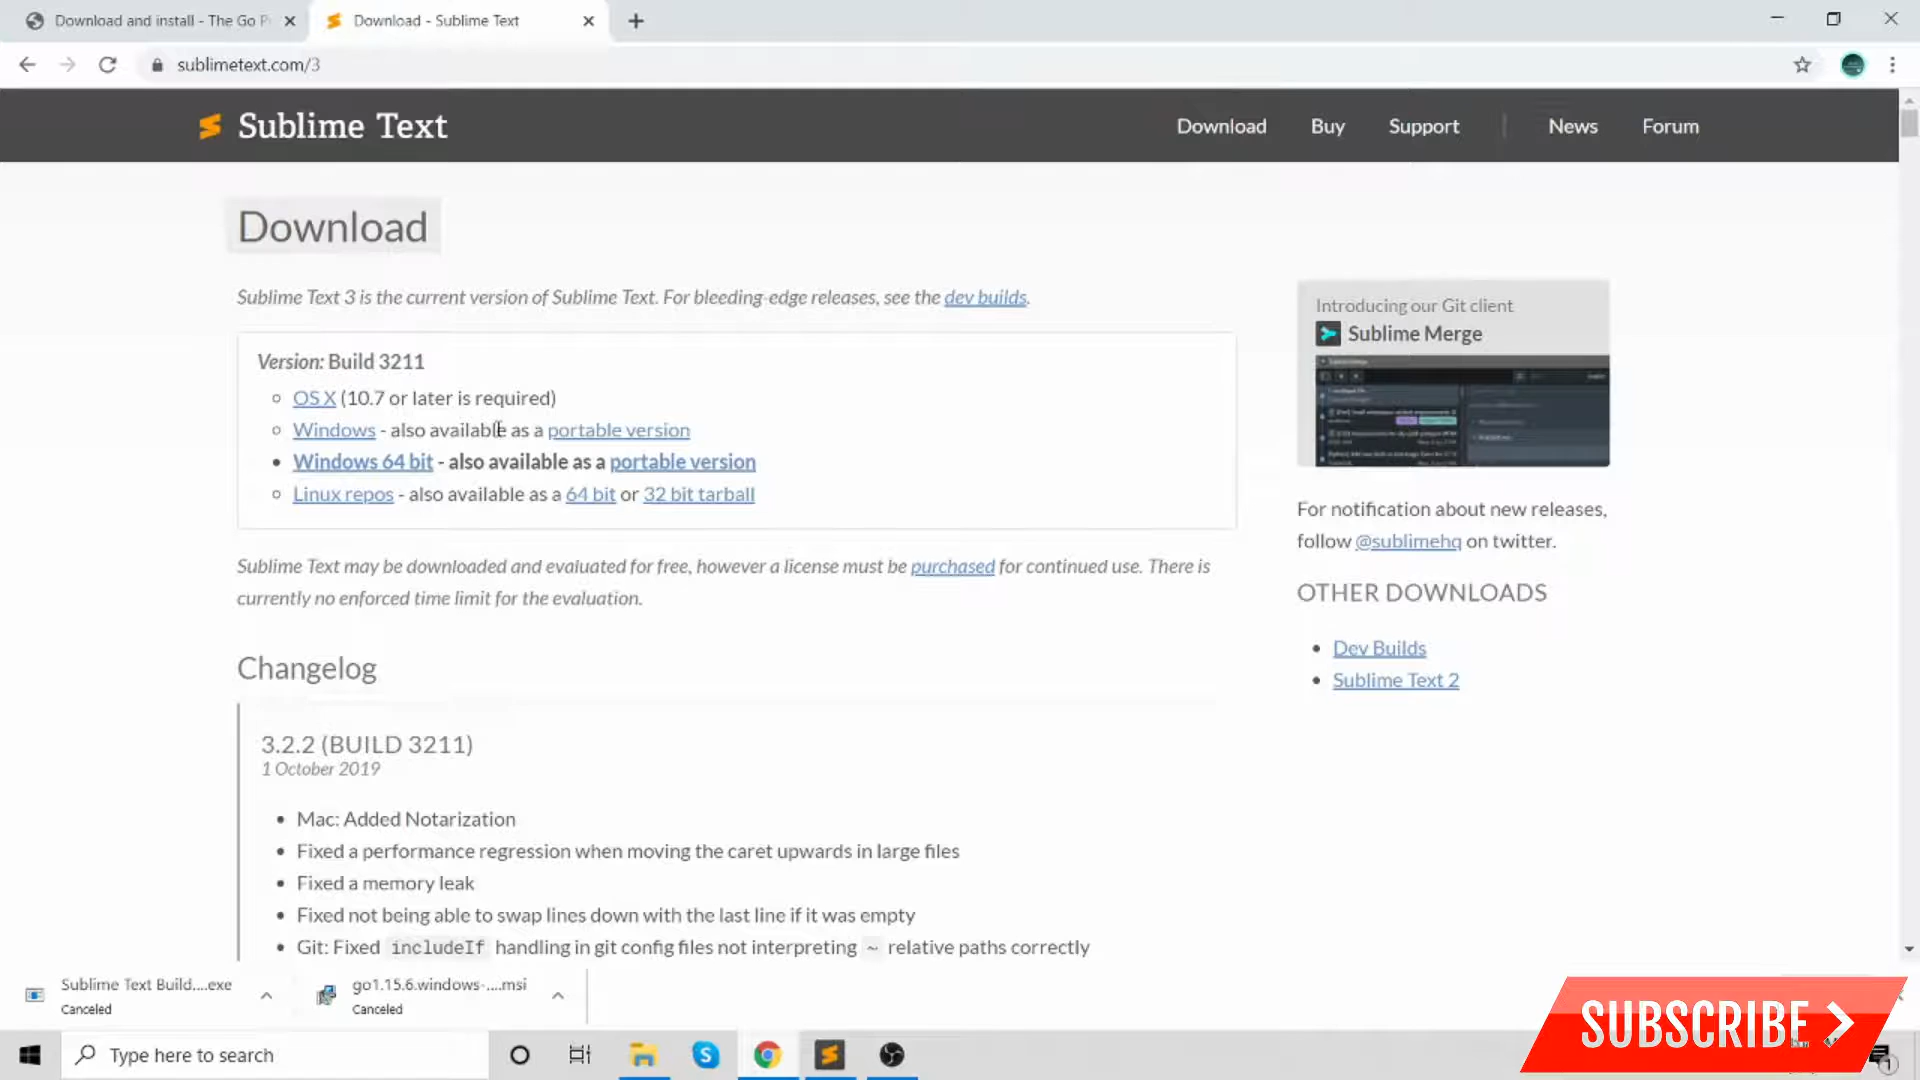 Download and install - The Go P
Download - Sublime Text
sublimetext.com/3
Sublime Text
Download
Buy
Support
News
Forum
Download
Sublime Text 3 is the current version of Sublime Text. For bleeding-edge releases, see the dev builds.
Version: Build 3211
OS X (10.7 or later is required)
Windows - also available as a portable version
Windows 64 bit - also available as a portable version
Linux repos - also available as a 64 bit or 32 bit tarball
Sublime Text may be downloaded and evaluated for free, however a license must be purchased for continued use. There is
currently no enforced time limit for the evaluation.
Changelog
3.2.2 (BUILD 3211)
1 October 2019
Mac: Added Notarization
Fixed a performance regression when moving the caret upwards in large files
Fixed a memory leak
Fixed not being able to swap lines down with the last line if it was empty
Git: Fixed includeIf handling in git config files not interpreting ~ relative paths correctly
Introducing our Git client
Sublime Merge
For notification about new releases,
follow @sublimehq on twitter.
OTHER DOWNLOADS
Dev Builds
Sublime Text 2
Sublime Text Build....exe
Canceled
go1.15.6.windows-....msi
Canceled
SUBSCRIBE
Type here to search
1